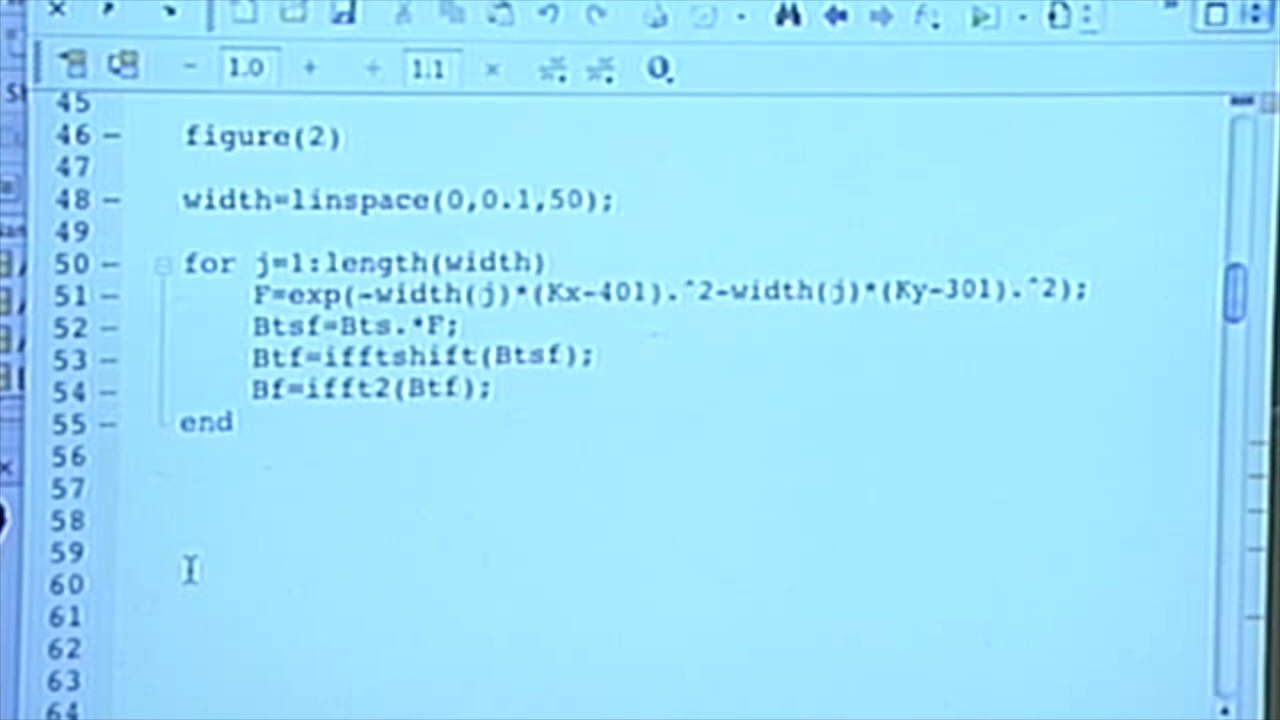 1.0
1.1
45
46 figure(2)
47
48 width=linspace(0,0.1,50);
49
50 for j=1:length(width)
51 F=exp(-width(j)*(Kx-401).^2-width(j)*(Ky-301).^2);
52 Btsf=Bts.*F;
53 Btf=ifftshift(Btsf);
54 Bf=ifft2(Btf);
55 end
56
57
58
59
60
61
62
63
64